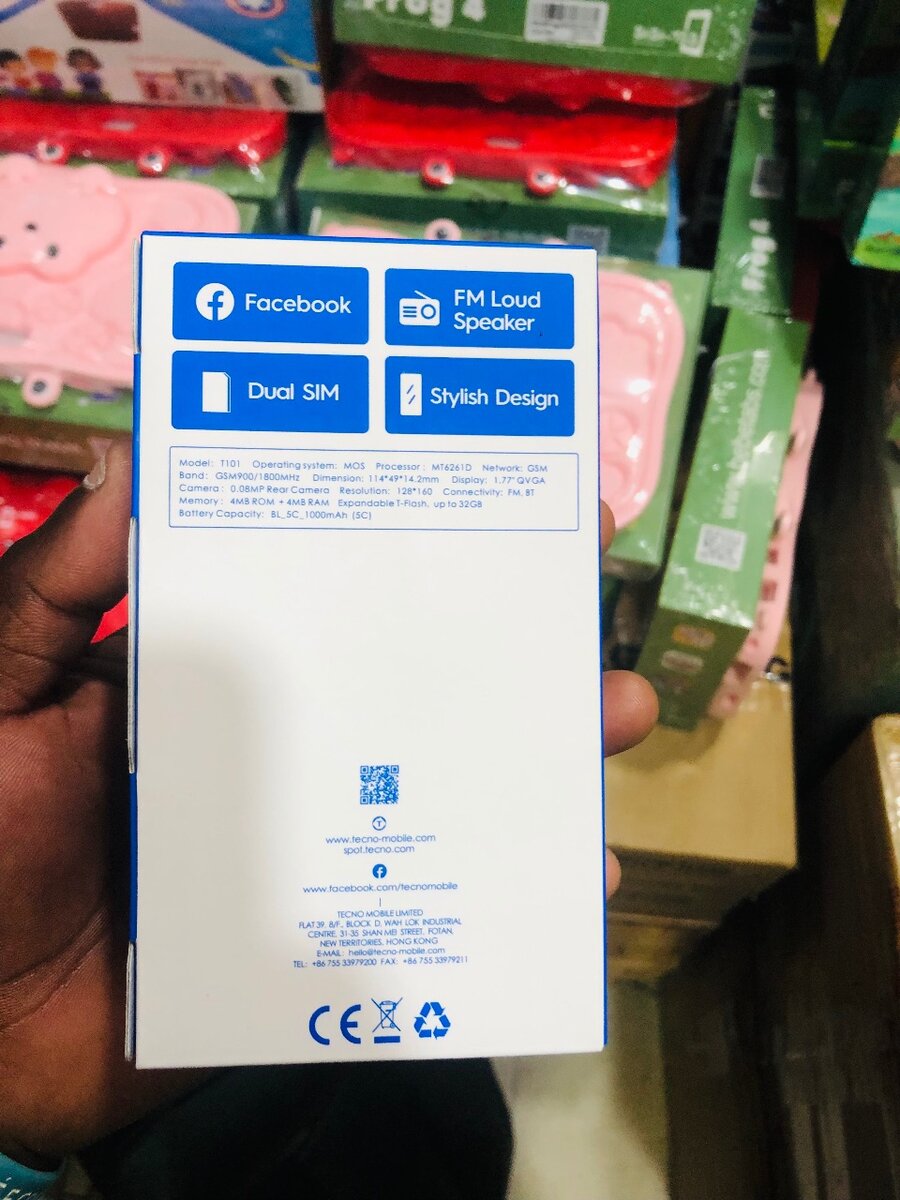 Frog 4
Facebook
FM Loud
Speaker
Dual SIM
Stylish Design
Model: T101 Operating system: MOS Processor: MT6261D Network: GSM
Band: GSM900/1800MHz Dimension: 114*49*14.2mm Display: 1.77" QVGA
Camera: 0.08MP Rear Camera Resolution: 128*160 Connectivity: FM, BT
Memory: 4MB ROM + 4MB RAM Expandable T-Flash, up to 32GB
Battery Capacity: BL_5C_1000mAh (5C)
www.tecno-mobile.com
spot.tecno.com
www.facebook.com/tecnomobile
TECNO MOBILE LIMITED
FLAT 39, 8/F., BLOCK D, WAH LOK INDUSTRIAL
CENTRE, 31-35 SHAN MEI STREET, FOTAN,
NEW TERRITORIES, HONG KONG
E-MAIL: hello@tecno-mobile.com
TEL: +86 755 33979200 FAX: +86 755 33979211
CE
Frog 4